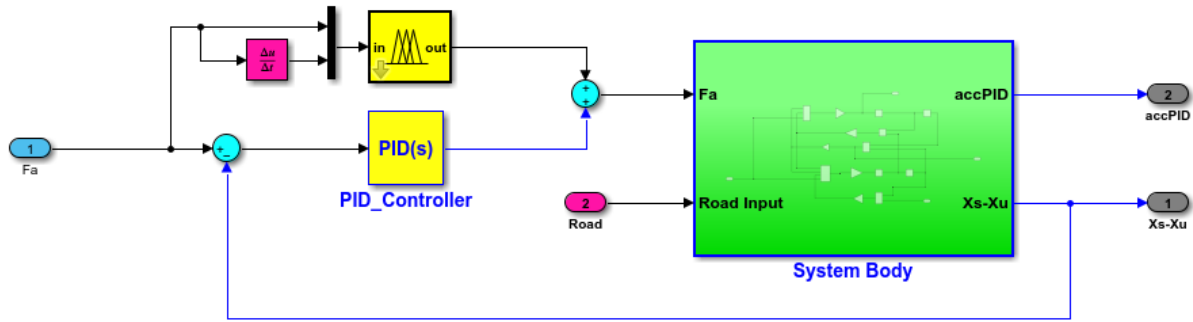 Δu
Δt
in
out
+
+
Fa
accPID
2
accPID
1
Fa
+
−
PID(s)
PID_Controller
2
Road
Road Input
Xs-Xu
1
Xs-Xu
System Body